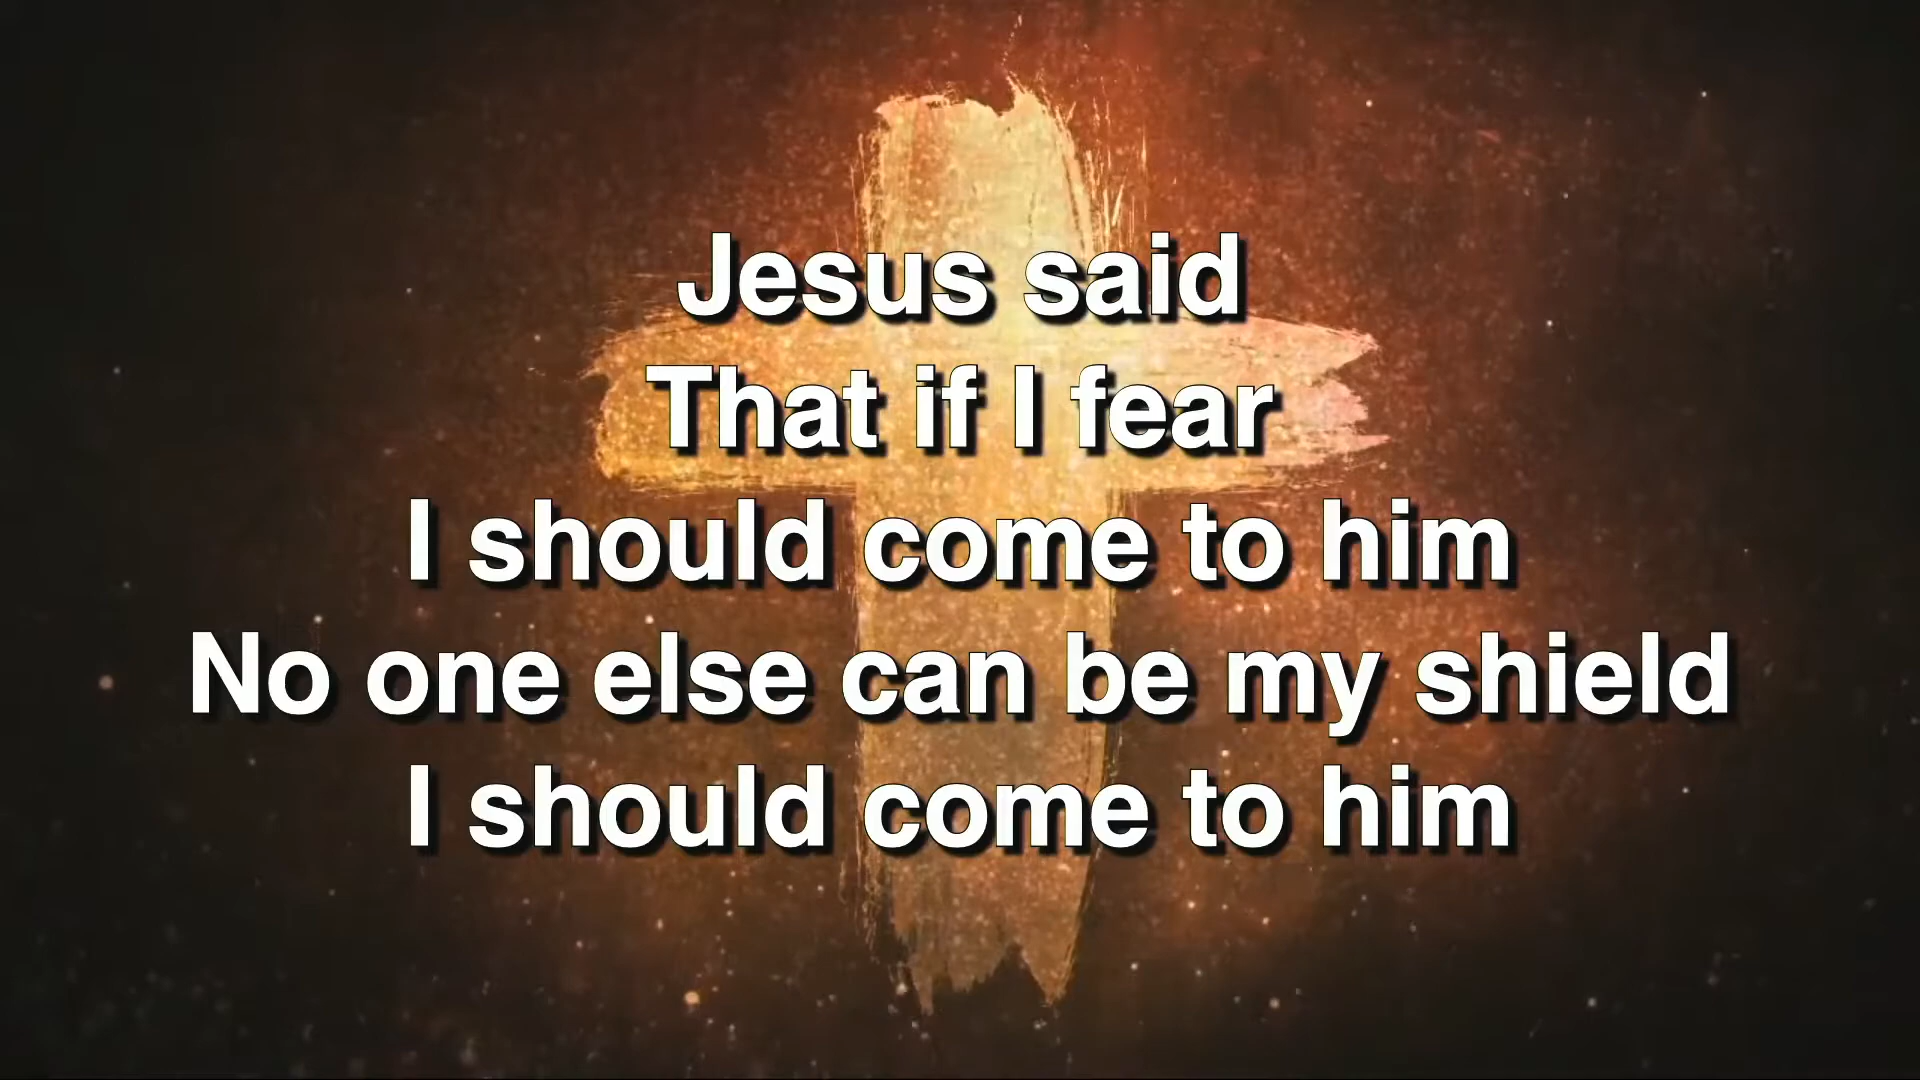 Jesus said
That if I fear
I should come to him
No one else can be my shield
I should come to him